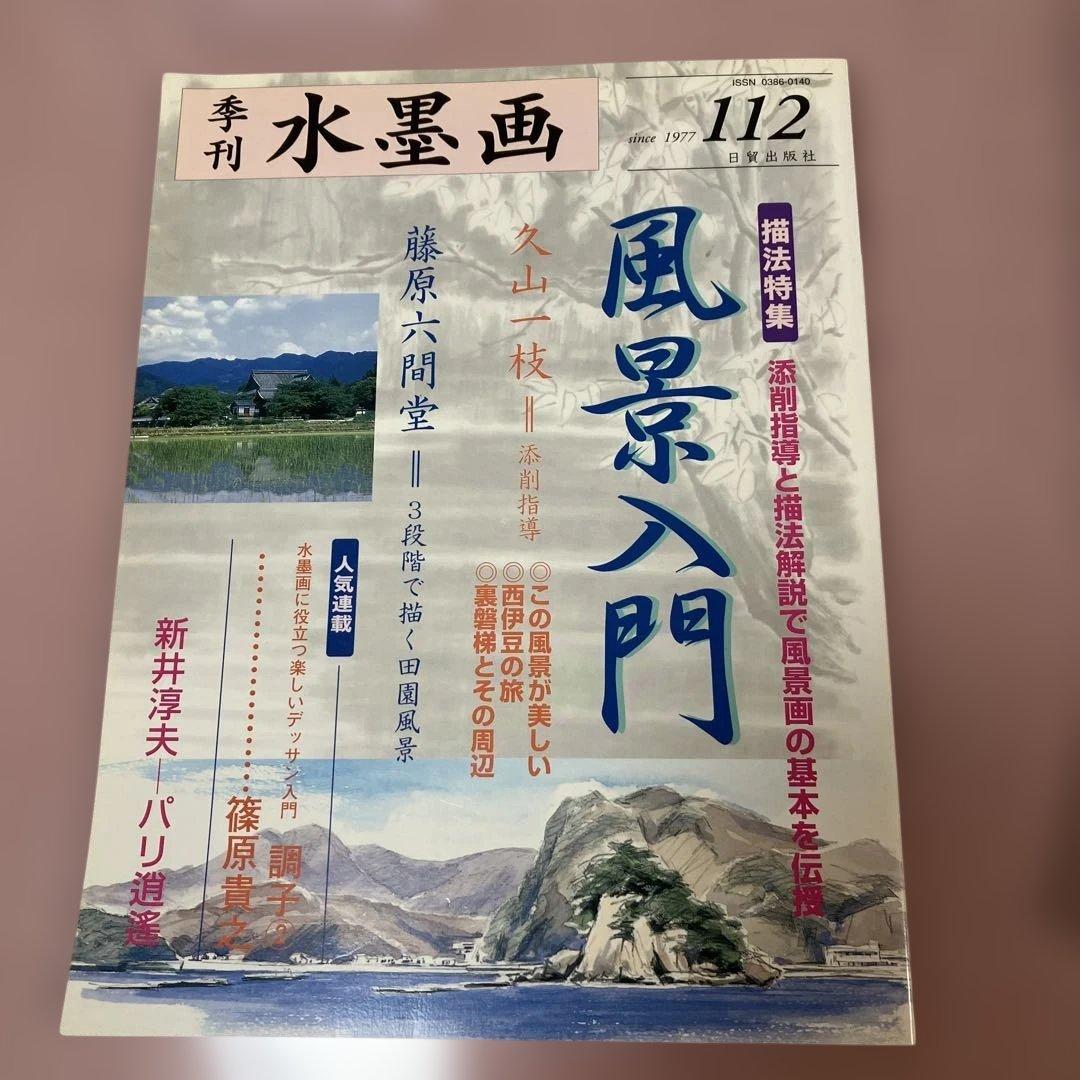 季刊
水墨画
ISSN 0386-0140
since 1977 112
日貿出版社
描法特集
添削指導と描法解説で風景画の基本を伝授
風景入門
久山一枝=添削指導
◎この風景が美しい
◎西伊豆の旅
◎裏磐梯とその周辺
藤原六間堂=3段階で描く田園風景
人気連載
水墨画に役立つ楽しいデッサン入門 調子②
篠原貴之
新井淳夫―パリ逍遥